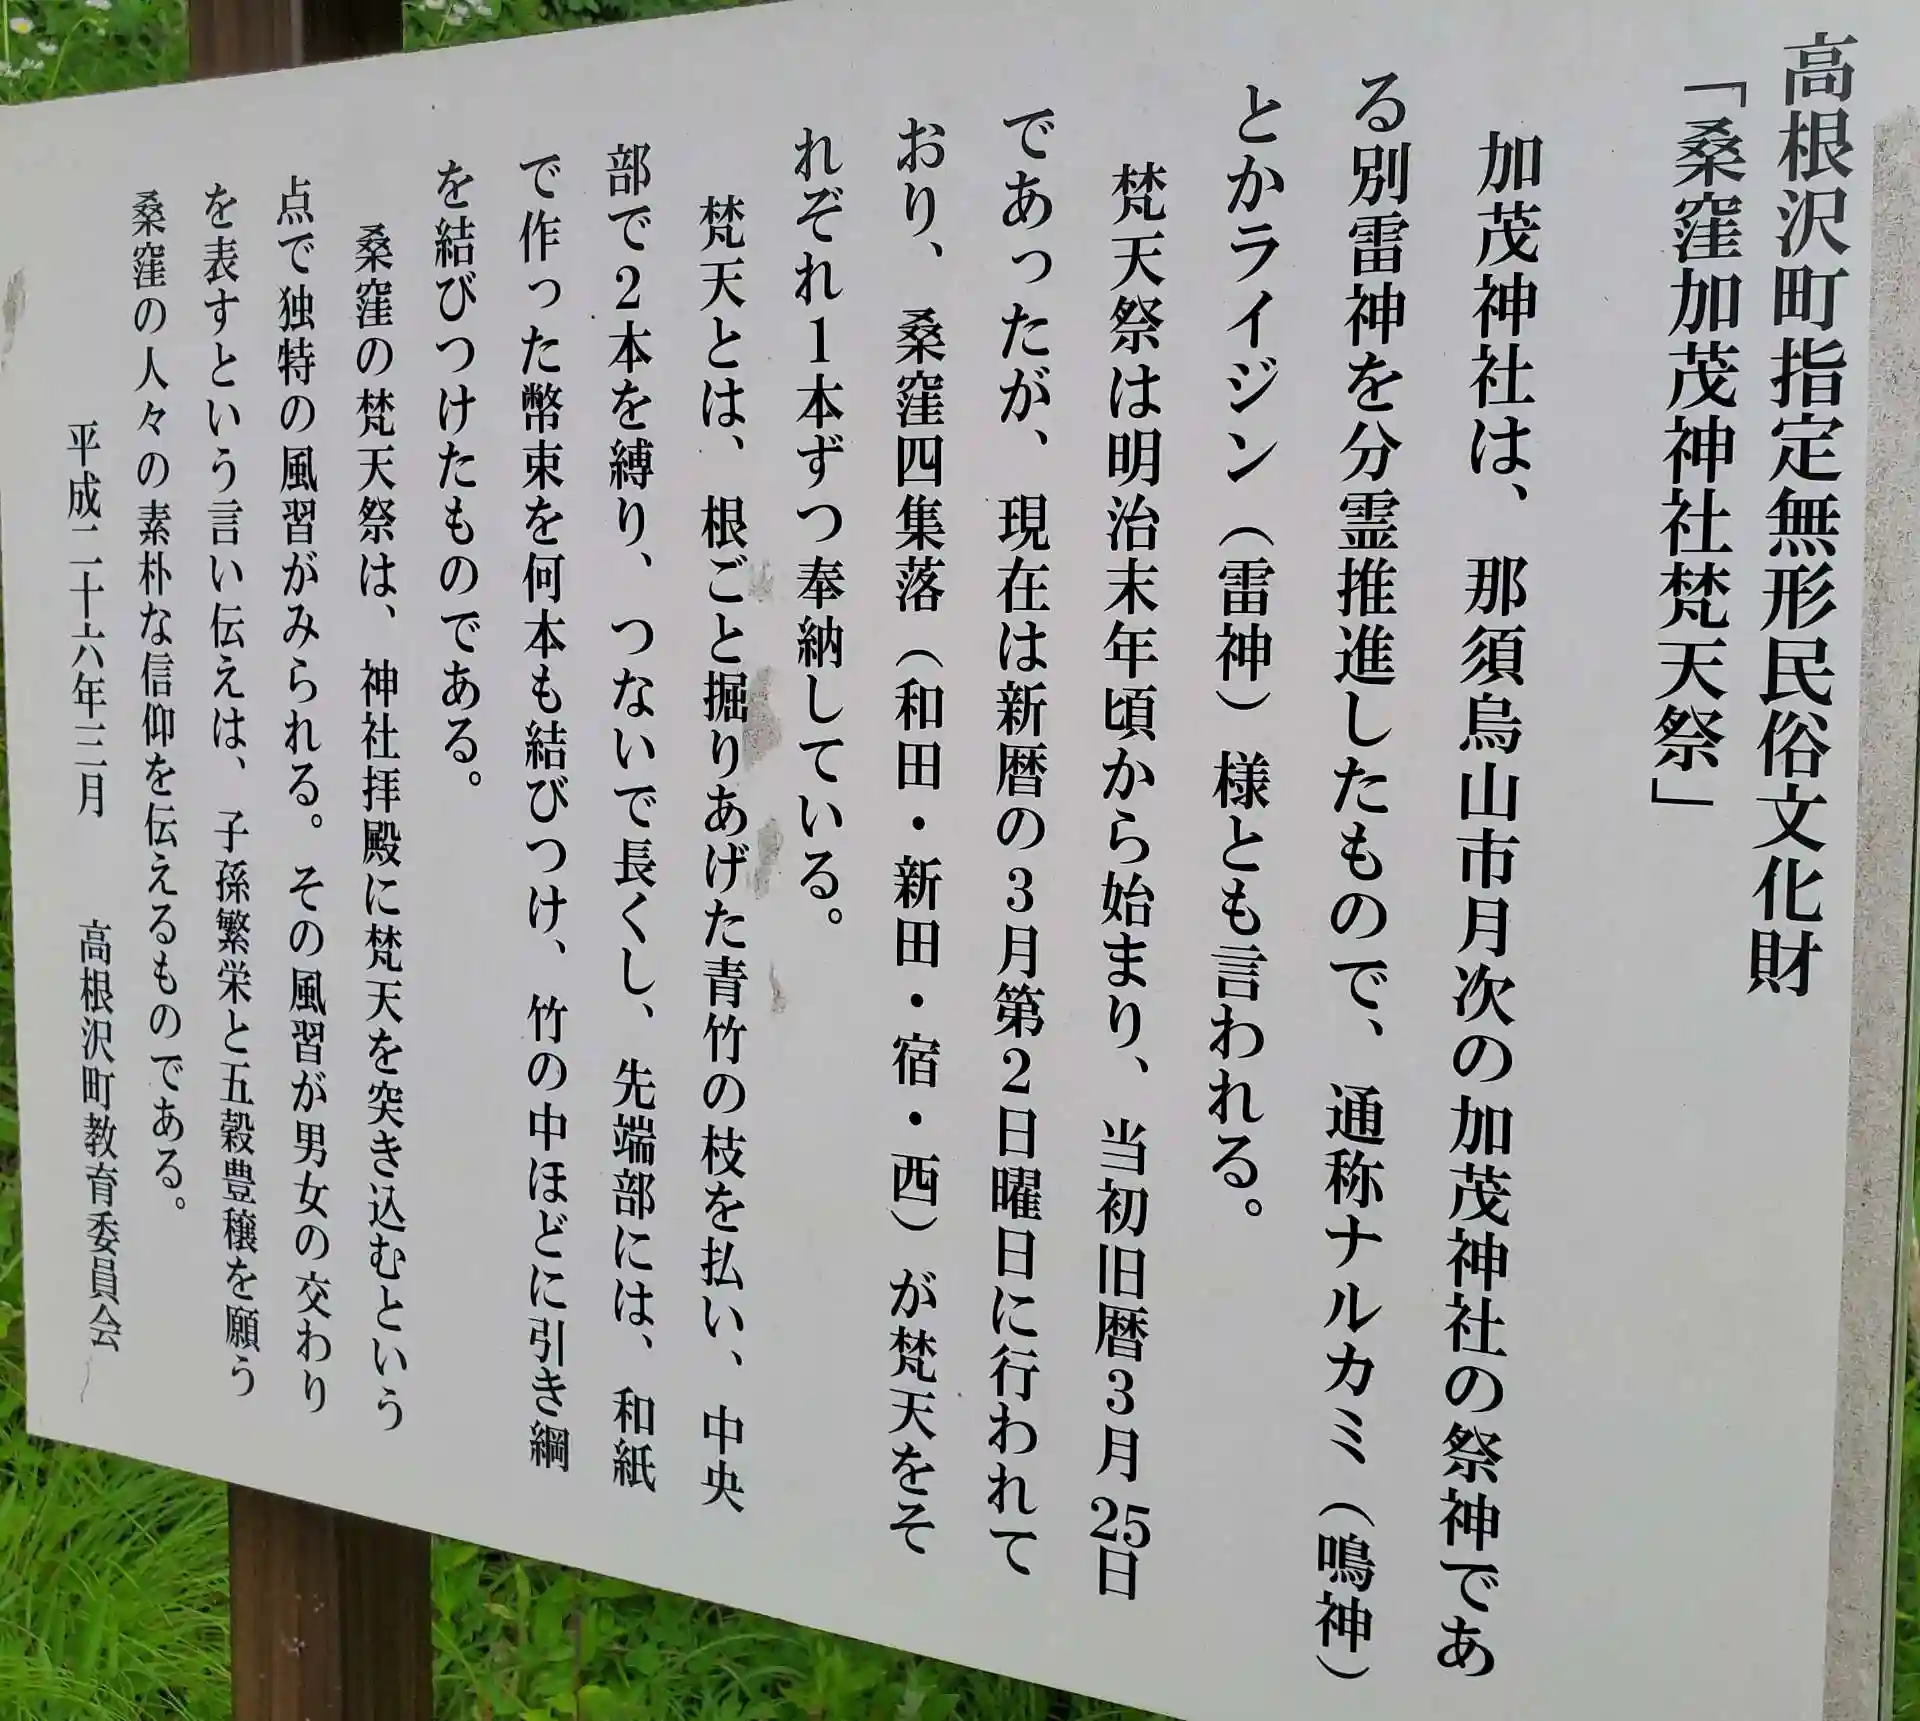 高根沢町指定無形民俗文化財
「桑窪加茂神社梵天祭」
加茂神社は、那須烏山市月次の加茂神社の祭神であ
る別雷神を分霊推進したもので、通称ナルカミ（鳴神）
とかライジン（雷神）様とも言われる。
梵天祭は明治末年頃から始まり、当初旧暦3月25日
であったが、現在は新暦の3月第2日曜日に行われて
おり、桑窪四集落（和田・新田・宿・西）が梵天をそ
れぞれ1本ずつ奉納している。
梵天とは、根ごと掘りあげた青竹の枝を払い、中央
部で2本を縛り、つないで長くし、先端部には、和紙
で作った幣束を何本も結びつけ、竹の中ほどに引き綱
を結びつけたものである。
桑窪の梵天祭は、神社拝殿に梵天を突き込むという
点で独特の風習がみられる。その風習が男女の交わり
を表すという言い伝えは、子孫繁栄と五穀豊穣を願う
桑窪の人々の素朴な信仰を伝えるものである。
平成二十六年三月　高根沢町教育委員会